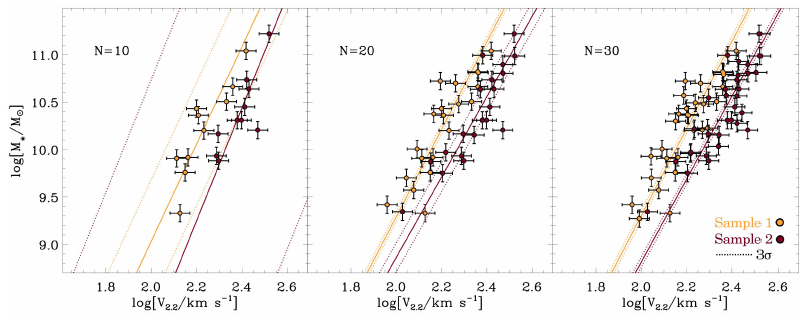 N=10
N=20
N=30
11.0
10.5
10.0
9.5
9.0
log[M*/M⊙]
Sample 1
Sample 2
3σ
1.8 2.0 2.2 2.4 2.6
1.8 2.0 2.2 2.4 2.6
1.8 2.0 2.2 2.4 2.6
log[V2.2/km s-1]
log[V2.2/km s-1]
log[V2.2/km s-1]